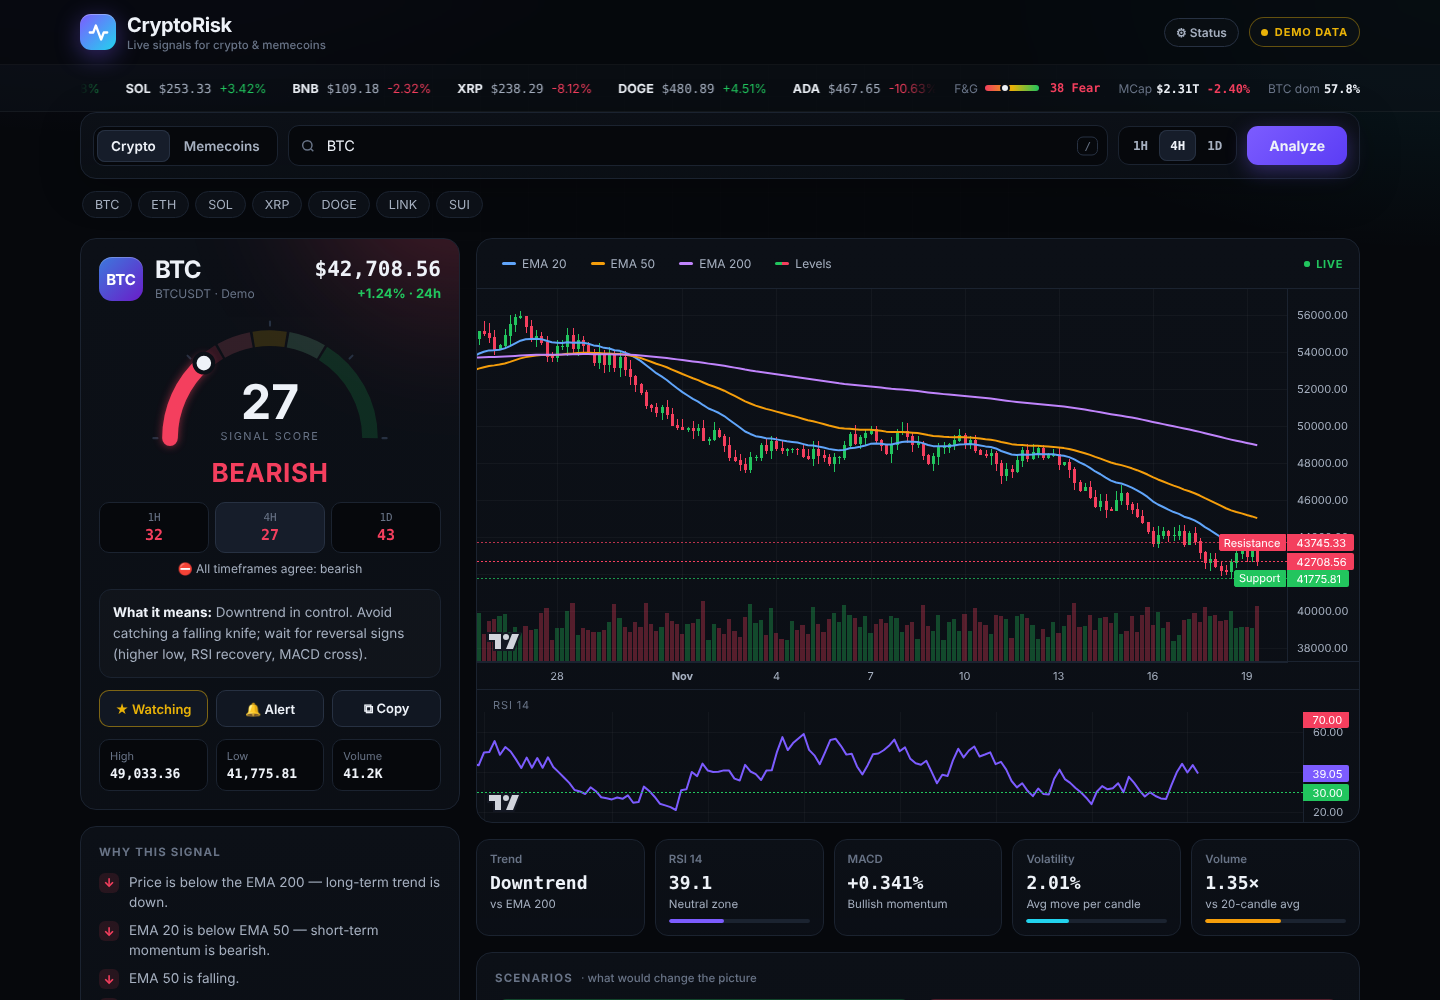 CryptoRisk
Live signals for crypto & memecoins
⚙ Status
DEMO DATA
SOL $253.33 +3.42% BNB $109.18 -2.32% XRP $238.29 -8.12% DOGE $480.89 +4.51% ADA $467.65 -10.63%
F&G 38 Fear MCap $2.31T -2.40% BTC dom 57.8%
Crypto Memecoins
BTC
/
1H 4H 1D
Analyze
BTC ETH SOL XRP DOGE LINK SUI
BTC
BTC
BTCUSDT · Demo
$42,708.56
+1.24% · 24h
27
SIGNAL SCORE
BEARISH
1H 4H 1D
32 27 43
⛔ All timeframes agree: bearish
What it means: Downtrend in control. Avoid
catching a falling knife; wait for reversal signs
(higher low, RSI recovery, MACD cross).
★ Watching
🔔 Alert
⧉ Copy
High Low Volume
49,033.36 41,775.81 41.2K
WHY THIS SIGNAL
Price is below the EMA 200 — long-term trend is
down.
EMA 20 is below EMA 50 — short-term
momentum is bearish.
EMA 50 is falling.
EMA 20 EMA 50 EMA 200 Levels
LIVE
56000.00
54000.00
52000.00
50000.00
48000.00
46000.00
Resistance 43745.33
42708.56
Support 41775.81
40000.00
38000.00
28 Nov 4 7 10 13 16 19
RSI 14
70.00
60.00
39.05
30.00
20.00
Trend
Downtrend
vs EMA 200
RSI 14
39.1
Neutral zone
MACD
+0.341%
Bullish momentum
Volatility
2.01%
Avg move per candle
Volume
1.35×
vs 20-candle avg
SCENARIOS · what would change the picture